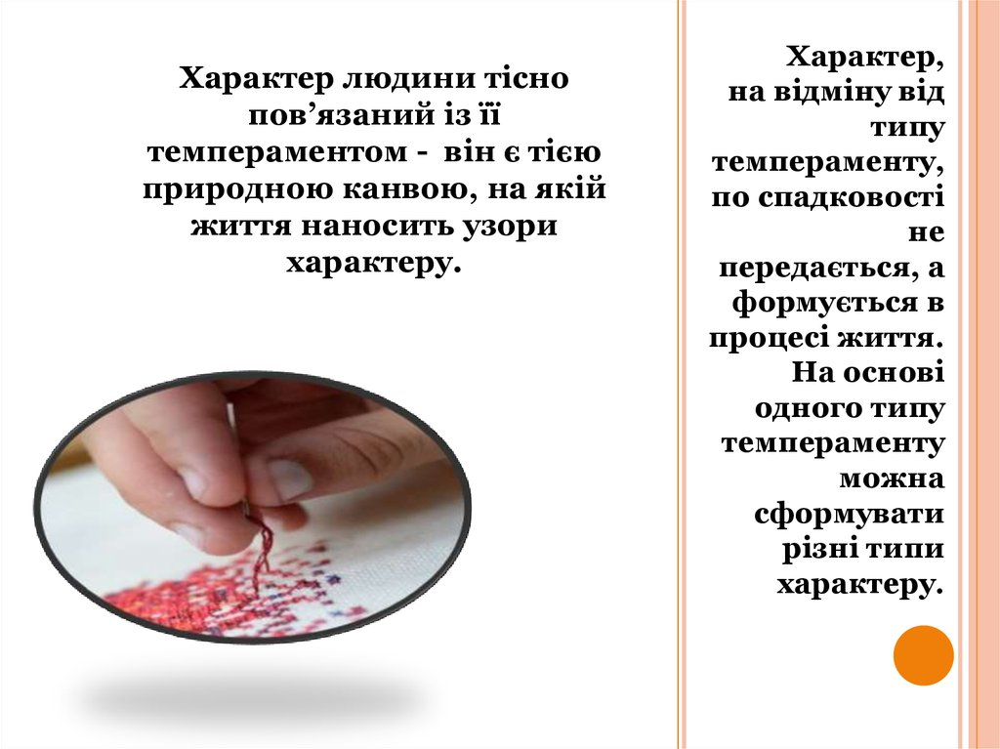 Характер людини тісно
пов’язаний із її
темпераментом - він є тією
природною канвою, на якій
життя наносить узори
характеру.
Характер,
на відміну від
типу
темпераменту,
по спадковості
не
передається, а
формується в
процесі життя.
На основі
одного типу
темпераменту
можна
сформувати
різні типи
характеру.